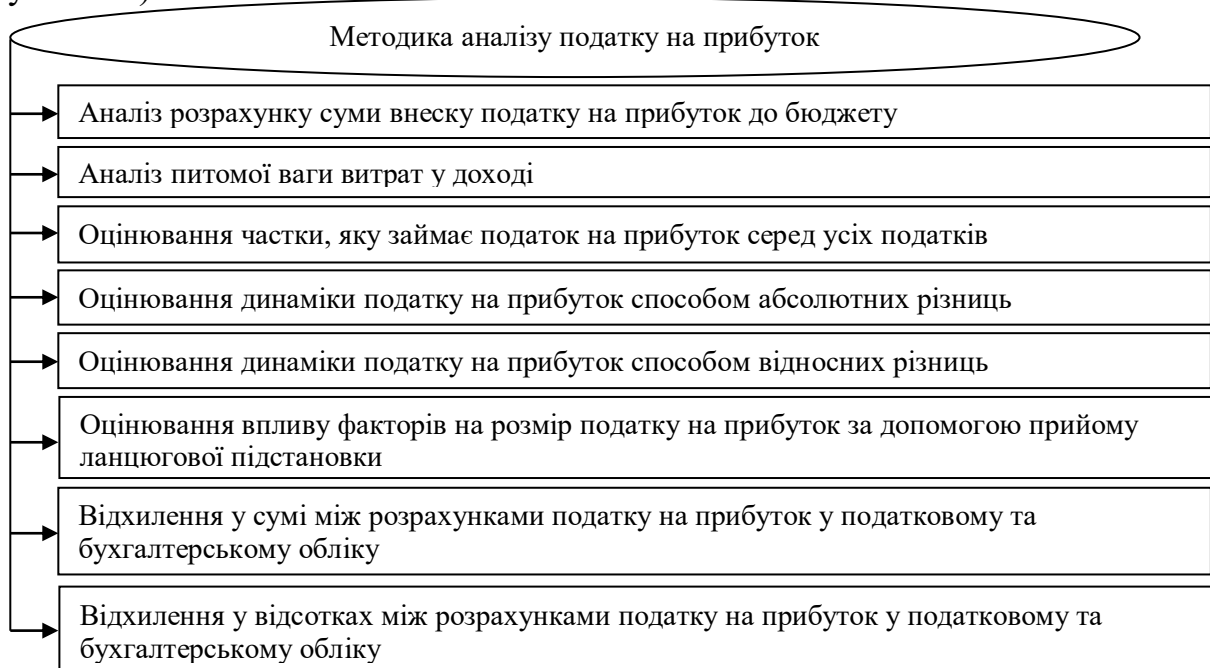 Методика аналізу податку на прибуток
Аналіз розрахунку суми внеску податку на прибуток до бюджету
Аналіз питомої ваги витрат у доході
Оцінювання частки, яку займає податок на прибуток серед усіх податків
Оцінювання динаміки податку на прибуток способом абсолютних різниць
Оцінювання динаміки податку на прибуток способом відносних різниць
Оцінювання впливу факторів на розмір податку на прибуток за допомогою прийому
ланцюгової підстановки
Відхилення у сумі між розрахунками податку на прибуток у податковому та
бухгалтерському обліку
Відхилення у відсотках між розрахунками податку на прибуток у податковому та
бухгалтерському обліку